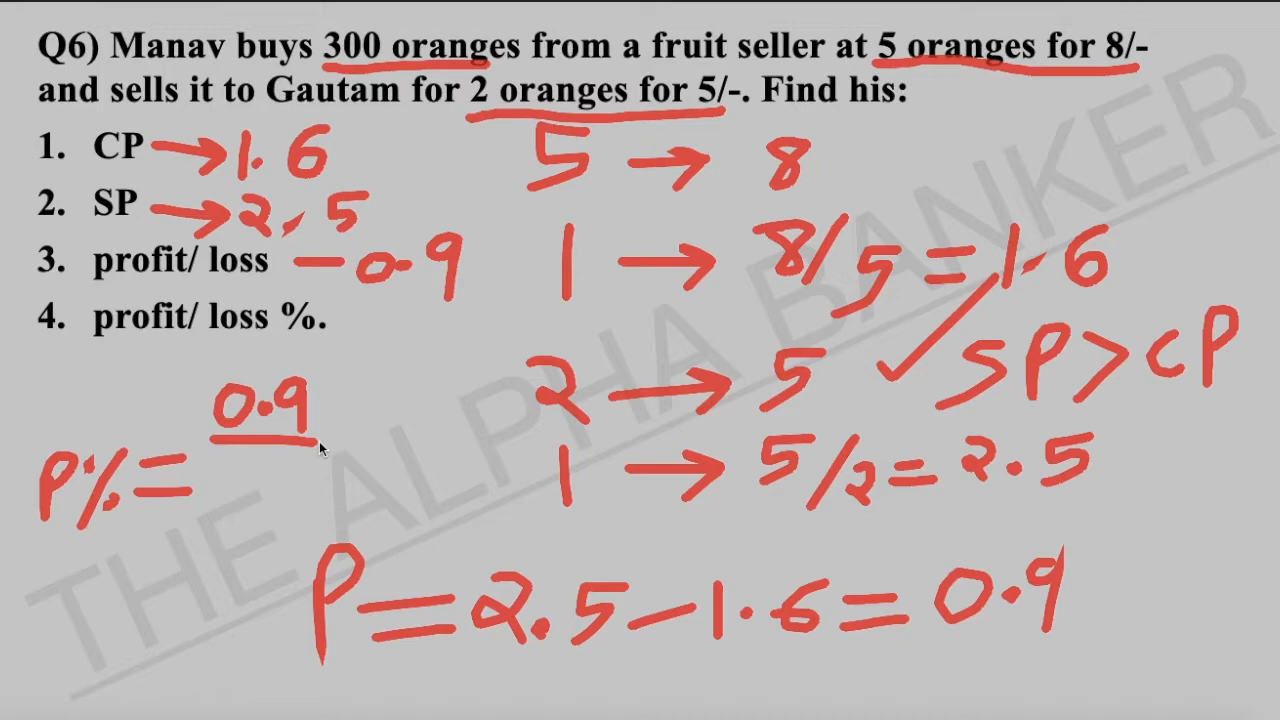 Q6) Manav buys 300 oranges from a fruit seller at 5 oranges for 8/-
and sells it to Gautam for 2 oranges for 5/-. Find his:
1. CP → 1.6
2. SP → 2.5
3. profit/ loss — 0.9
4. profit/ loss %.
5 → 8
1 → 8/5 = 1.6
SP > CP
2 → 5
1 → 5/2 = 2.5
0.9
P% =
P = 2.5 - 1.6 = 0.9
THE ALPHA BANKER